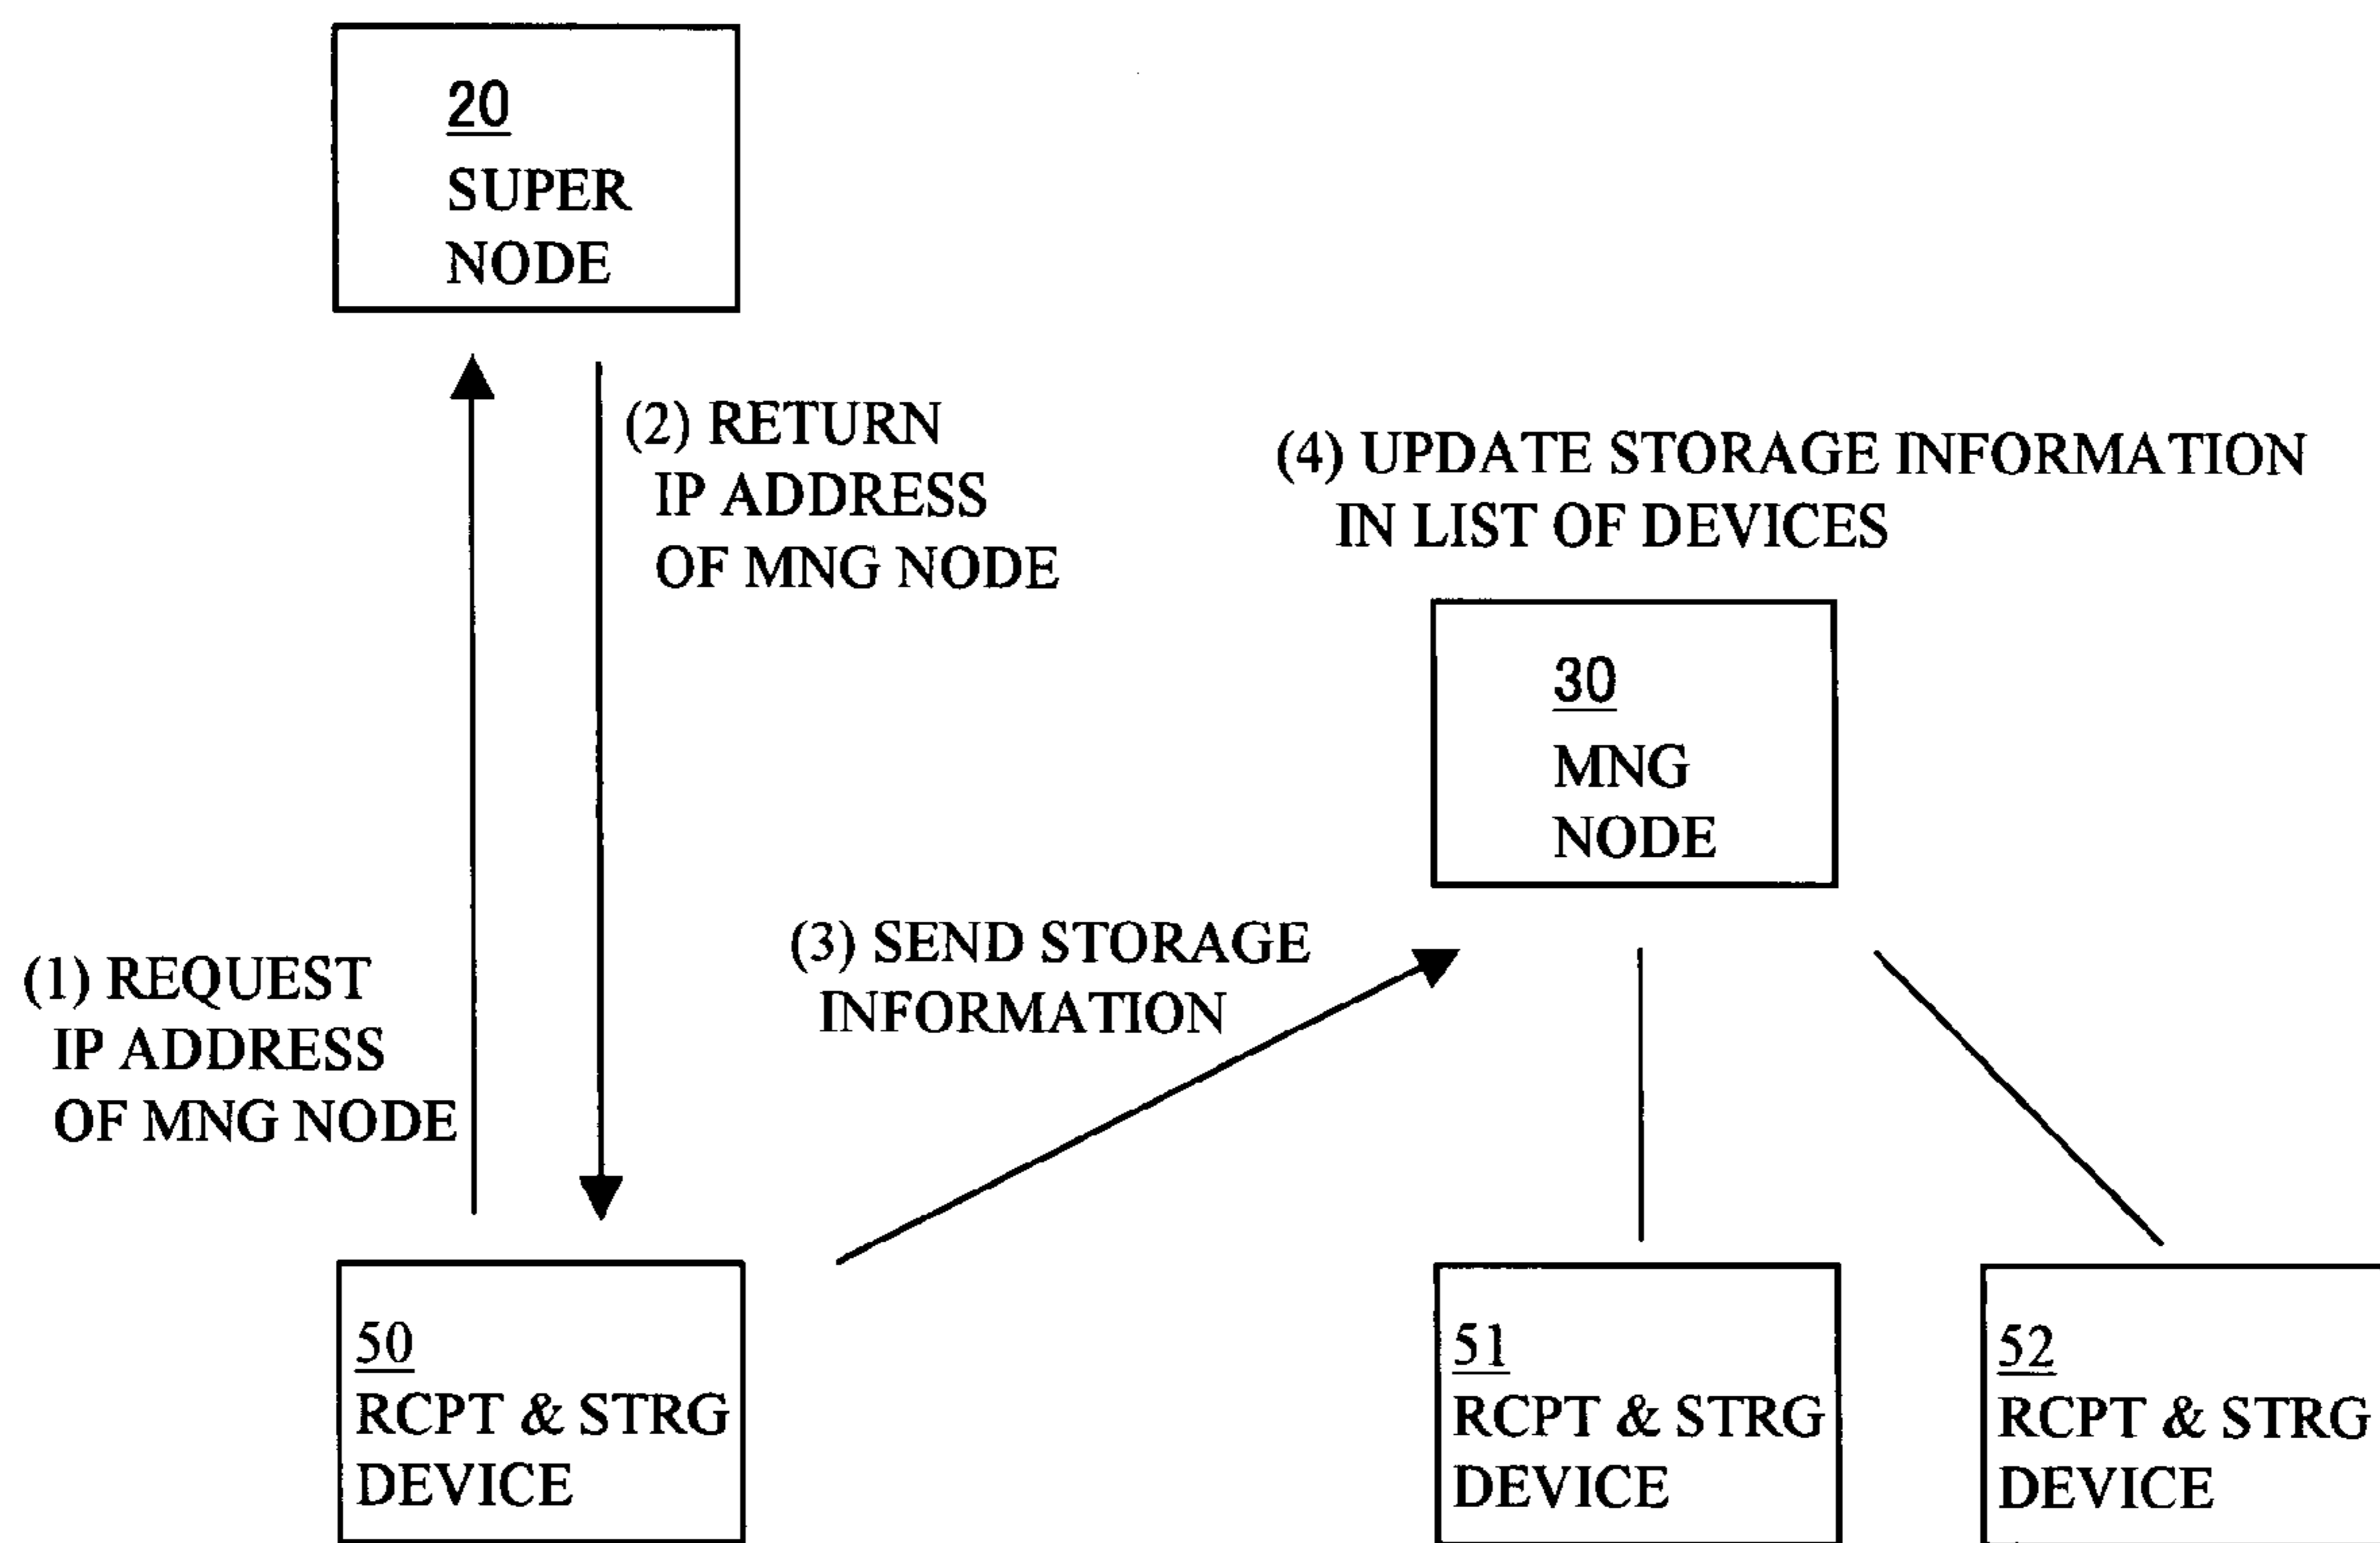 20
SUPER
NODE
(2) RETURN
IP ADDRESS
OF MNG NODE
(4) UPDATE STORAGE INFORMATION
IN LIST OF DEVICES
30
MNG
NODE
(1) REQUEST
IP ADDRESS
OF MNG NODE
(3) SEND STORAGE
INFORMATION
50
RCPT & STRG
DEVICE
51
RCPT & STRG
DEVICE
52
RCPT & STRG
DEVICE